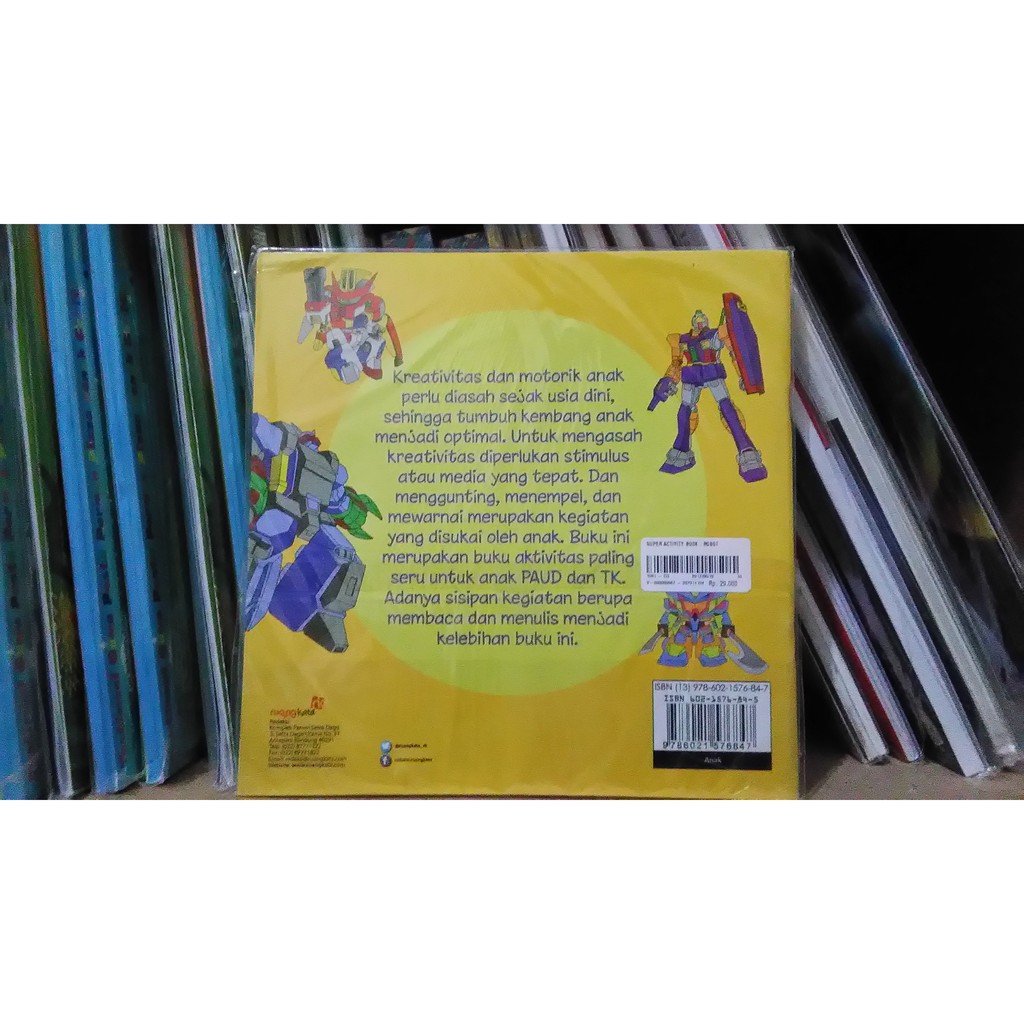 Kreativitas dan motorik anak
perlu diasah sejak usia dini,
sehingga tumbuh kembang anak
menjadi optimal. Untuk mengasah
kreativitas diperlukan stimulus
atau media yang tepat. Dan
menggunting, menempel, dan
mewarnai merupakan kegiatan
yang disukai oleh anak. Buku ini
merupakan buku aktivitas paling
seru untuk anak PAUD dan TK.
Adanya sisipan kegiatan berupa
membaca dan menulis menjadi
kelebihan buku ini.
SUPER ACTIVITY BOOK : ROBOT
Rp. 29,000
ruang kata
Redaksi:
ISBN (13) 978-602-1576-84-7
ISBN 602-1576-84-5
9786021576847
Anak